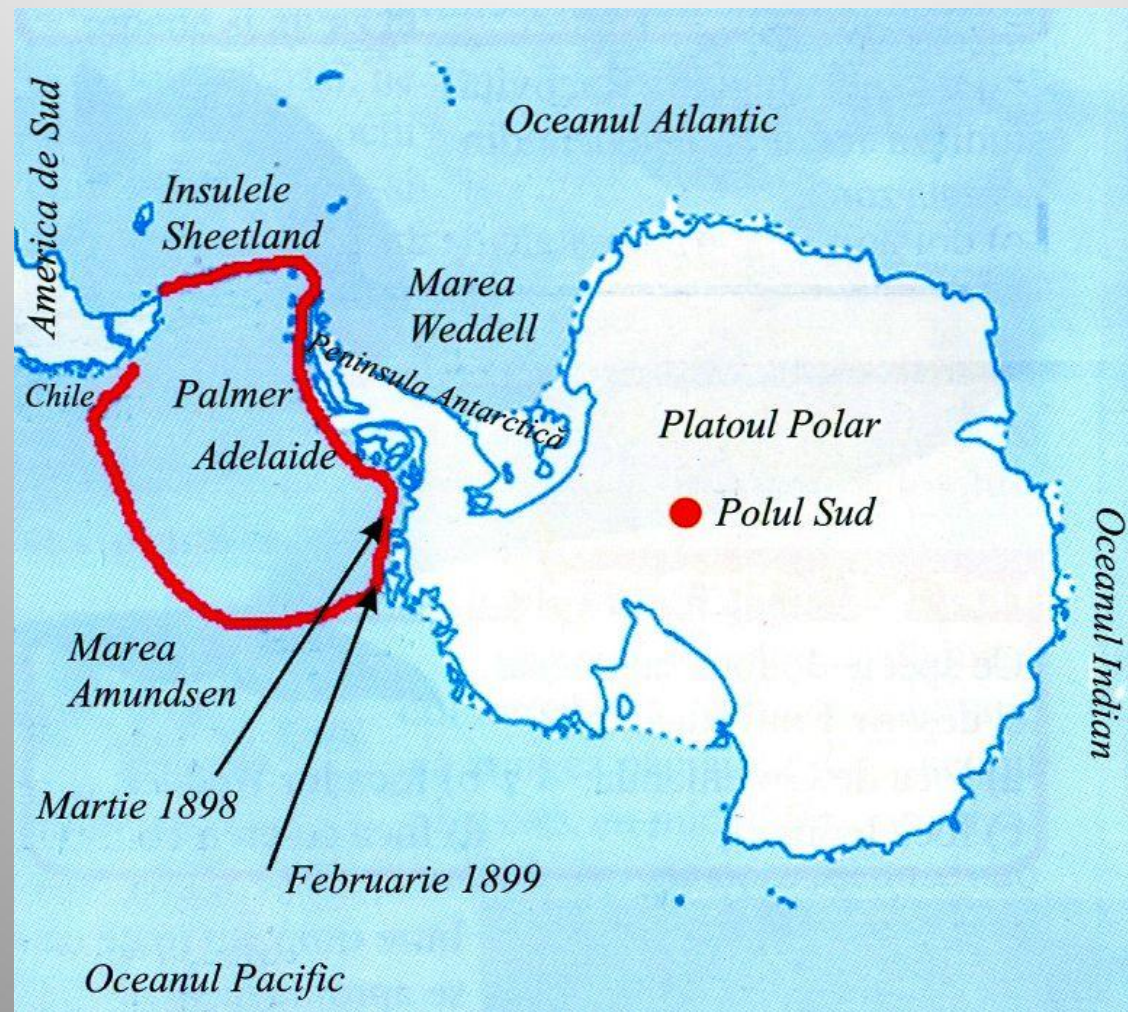 America de Sud
Oceanul Atlantic
Insulele
Sheetland
Marea
Weddell
Peninsula Antarctică
Chile
Palmer
Adelaide
Platoul Polar
Polul Sud
Oceanul Indian
Marea
Amundsen
Martie 1898
Februarie 1899
Oceanul Pacific